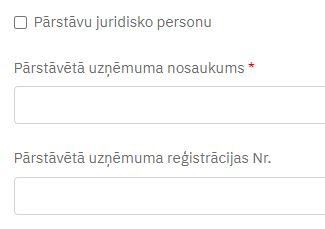 Pārstāvu juridisko personu
Pārstāvētā uzņēmuma nosaukums *
Pārstāvētā uzņēmuma reģistrācijas Nr.